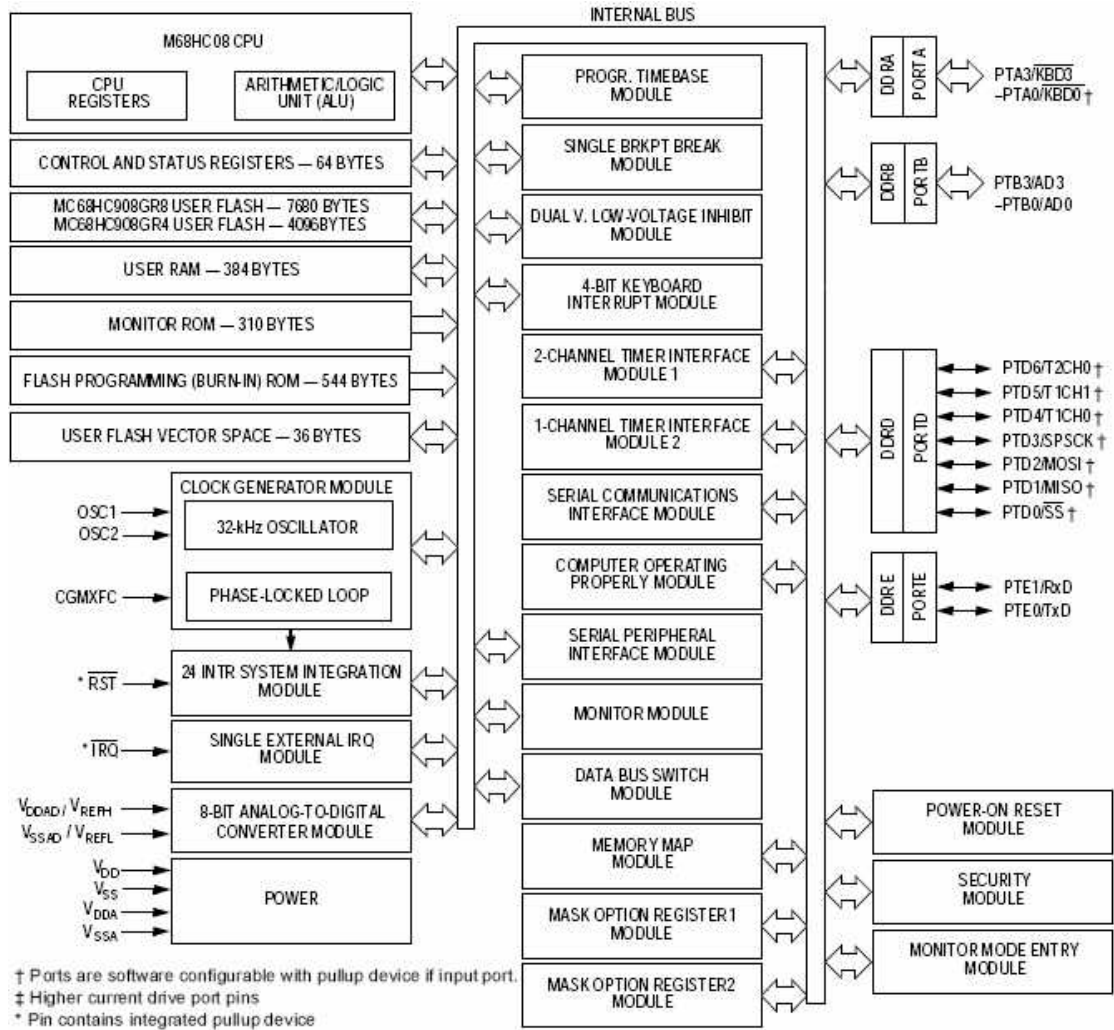 INTERNAL BUS
M68HC08 CPU
CPU
REGISTERS
ARITHMETIC/LOGIC
UNIT (ALU)
CONTROL AND STATUS REGISTERS — 64 BYTES
MC68HC908GR8 USER FLASH — 7680 BYTES
MC68HC908GR4 USER FLASH — 4096BYTES
USER RAM — 384 BYTES
MONITOR ROM — 310 BYTES
FLASH PROGRAMMING (BURN-IN) ROM — 544 BYTES
USER FLASH VECTOR SPACE — 36 BYTES
CLOCK GENERATOR MODULE
OSC1
OSC2
32-kHz OSCILLATOR
CGMXFC
PHASE-LOCKED LOOP
* RST
24 INTR SYSTEM INTEGRATION
MODULE
* IRQ
SINGLE EXTERNAL IRQ
MODULE
VDDAD / VREFH
VSSAD / VREFL
8-BIT ANALOG-TO-DIGITAL
CONVERTER MODULE
VDD
VSS
VDDA
VSSA
POWER
PROGR. TIMEBASE
MODULE
SINGLE BRKPT BREAK
MODULE
DUAL V. LOW-VOLTAGE INHIBIT
MODULE
4-BIT KEYBOARD
INTERRUPT MODULE
2-CHANNEL TIMER INTERFACE
MODULE 1
1-CHANNEL TIMER INTERFACE
MODULE 2
SERIAL COMMUNICATIONS
INTERFACE MODULE
COMPUTER OPERATING
PROPERLY MODULE
SERIAL PERIPHERAL
INTERFACE MODULE
MONITOR MODULE
DATA BUS SWITCH
MODULE
MEMORY MAP
MODULE
MASK OPTION REGISTER1
MODULE
MASK OPTION REGISTER2
MODULE
DDRA
PORTA
PTA3/KBD3
–PTA0/KBD0 †
DDRB
PORTB
PTB3/AD3
–PTB0/AD0
DDRD
PORTD
PTD6/T2CH0 †
PTD5/T1CH1 †
PTD4/T1CH0 †
PTD3/SPSCK †
PTD2/MOSI †
PTD1/MISO †
PTD0/SS †
DDRE
PORTE
PTE1/RxD
PTE0/TxD
POWER-ON RESET
MODULE
SECURITY
MODULE
MONITOR MODE ENTRY
MODULE
† Ports are software configurable with pullup device if input port.
‡ Higher current drive port pins
* Pin contains integrated pullup device